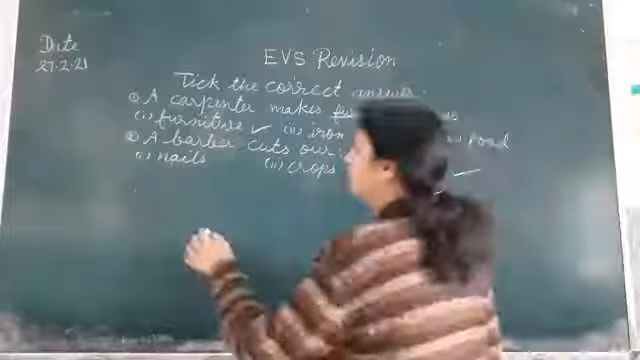 Date
27.2.21
EVS Revision
Tick the correct answer.
① A carpenter makes
(i) furniture ✓ (ii) iron road
② A barber cuts our
(i) nails (ii) crops ✓